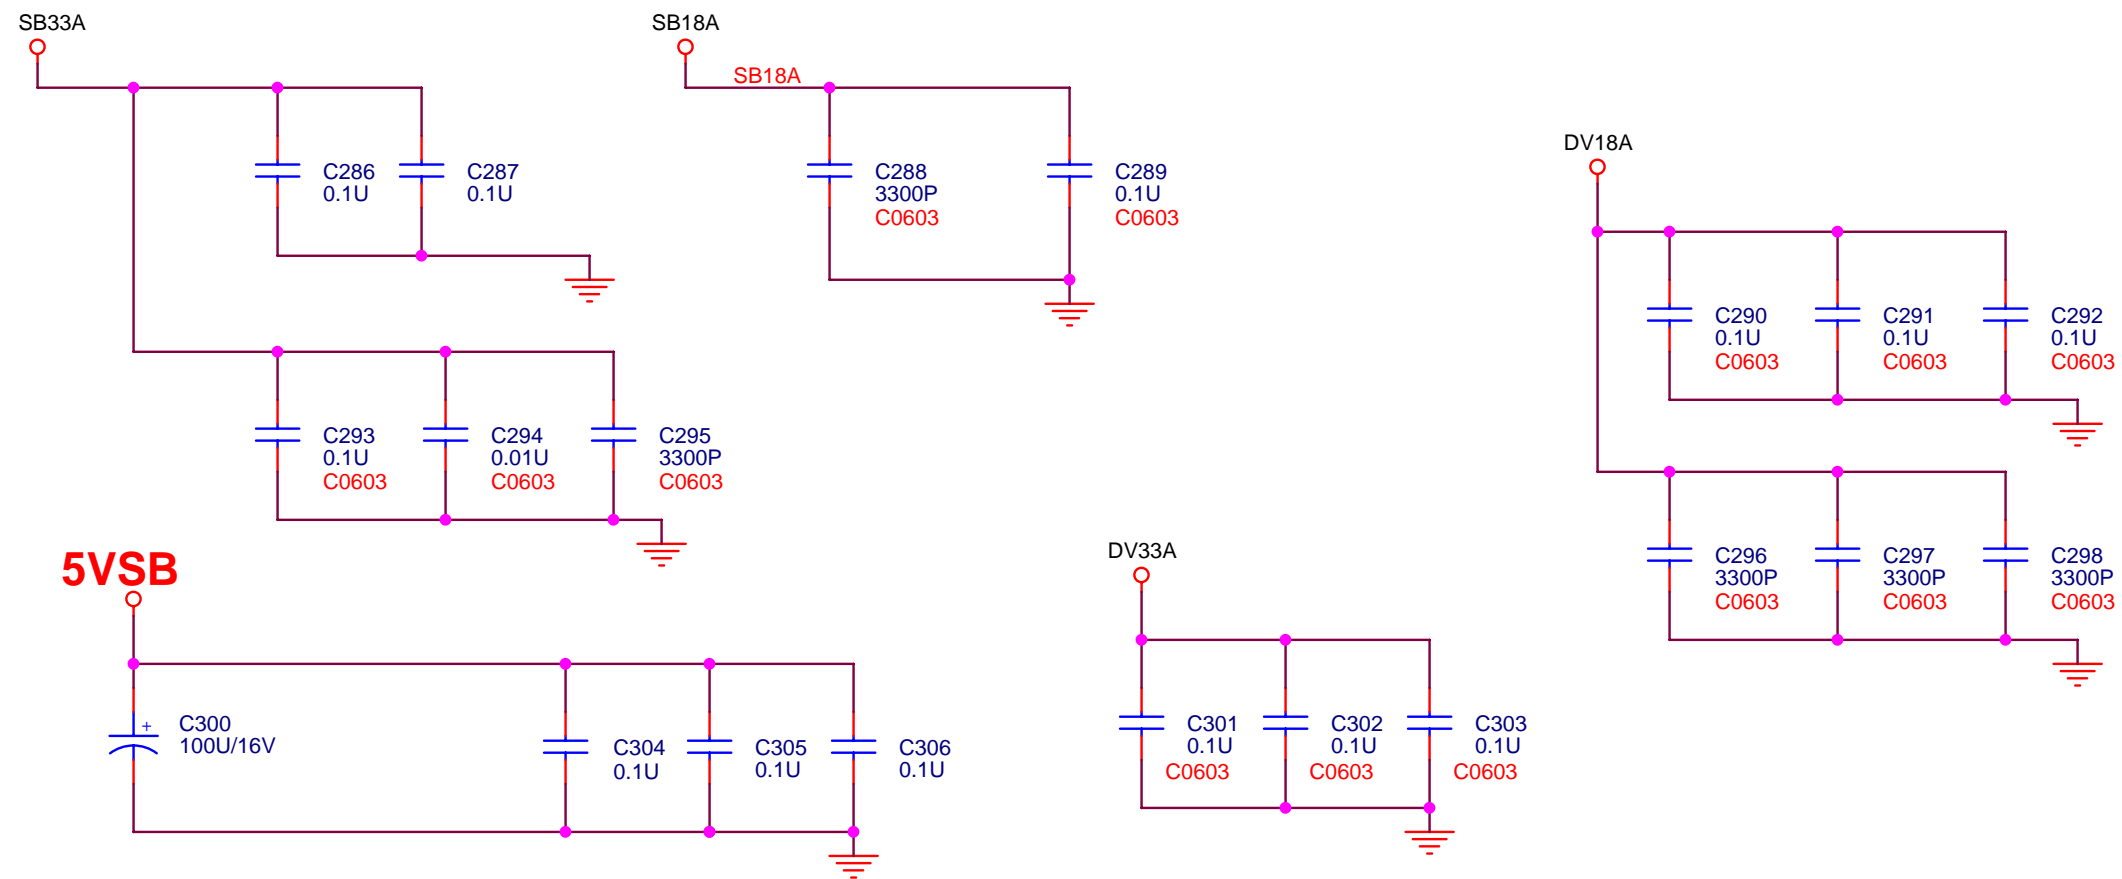 SB33A
SB18A
SB18A
C286
0.1U
C287
0.1U
C288
3300P
C0603
C289
0.1U
C0603
DV18A
C290
0.1U
C0603
C291
0.1U
C0603
C292
0.1U
C0603
C293
0.1U
C0603
C294
0.01U
C0603
C295
3300P
C0603
5VSB
+
C300
100U/16V
C304
0.1U
C305
0.1U
C306
0.1U
DV33A
C301
0.1U
C0603
C302
0.1U
C0603
C303
0.1U
C0603
C296
3300P
C0603
C297
3300P
C0603
C298
3300P
C0603